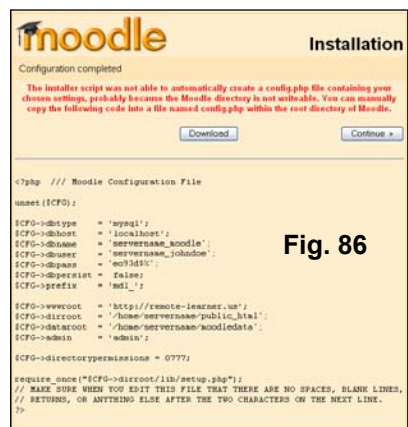 moodle
Installation
Configuration completed
The installer script was not able to automatically create a config.php file containing your
chosen settings, probably because the Moodle directory is not writeable. You can manually
copy the following code into a file named config.php within the root directory of Moodle.
Download
Continue »
<?php /// Moodle Configuration File
unset($CFG);
$CFG->dbtype = 'mysql';
$CFG->dbhost = 'localhost';
$CFG->dbname = 'servername_moodle';
$CFG->dbuser = 'servername_johndoe';
$CFG->dbpass = 'eo93d$%';
$CFG->dbpersist = false;
$CFG->prefix = 'mdl_';
Fig. 86
$CFG->wwwroot = 'http://remote-learner.us';
$CFG->dirroot = '/home/servername/public_html';
$CFG->dataroot = '/home/servername/moodledata';
$CFG->admin = 'admin';
$CFG->directorypermissions = 0777;
require_once("$CFG->dirroot/lib/setup.php");
// MAKE SURE WHEN YOU EDIT THIS FILE THAT THERE ARE NO SPACES, BLANK LINES,
// RETURNS, OR ANYTHING ELSE AFTER THE TWO CHARACTERS ON THE NEXT LINE.
?>